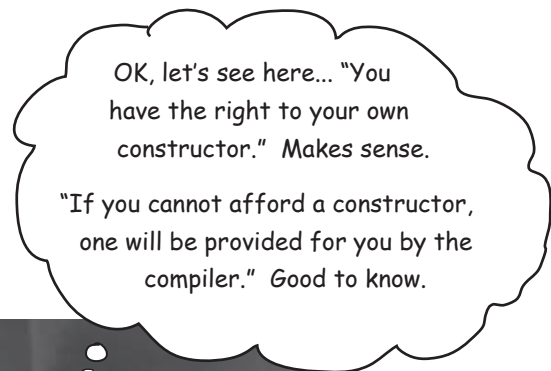 OK, let's see here... “You
have the right to your own
constructor.” Makes sense.
“If you cannot afford a constructor,
one will be provided for you by the
compiler.” Good to know.